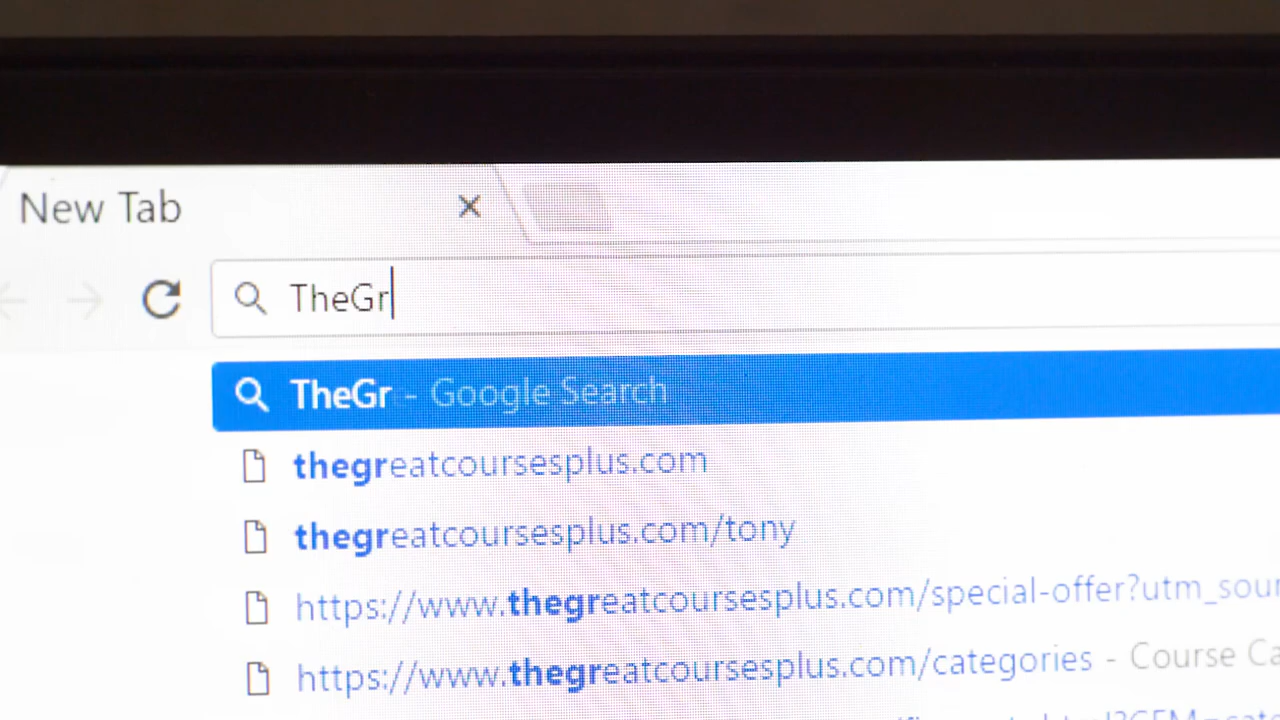 New Tab
TheGr
TheGr - Google Search
thegreatcoursesplus.com
thegreatcoursesplus.com/tony
https://www.thegreatcoursesplus.com/special-offer?utm_sou
https://www.thegreatcoursesplus.com/categories - Course Ca